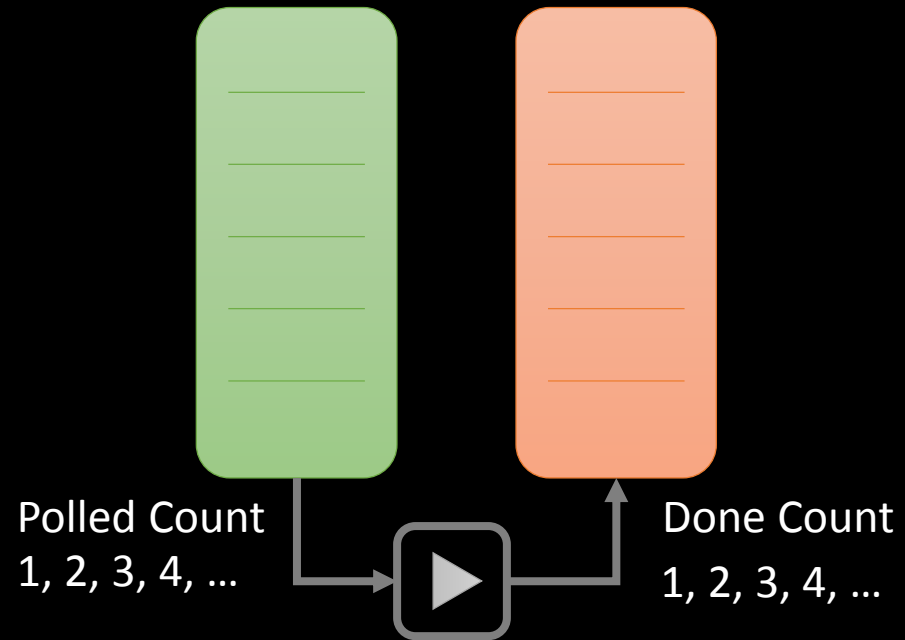 Polled Count
1, 2, 3, 4, ...
Done Count
1, 2, 3, 4, ...